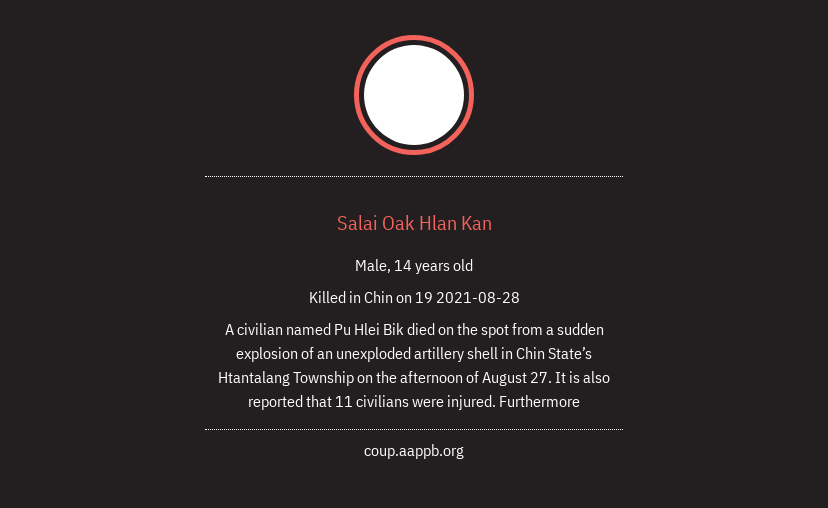 Salai Oak Hlan Kan
Male, 14 years old
Killed in Chin on 19 2021-08-28
A civilian named Pu Hlei Bik died on the spot from a sudden
explosion of an unexploded artillery shell in Chin State’s
Htantalang Township on the afternoon of August 27. It is also
reported that 11 civilians were injured. Furthermore
coup.aappb.org